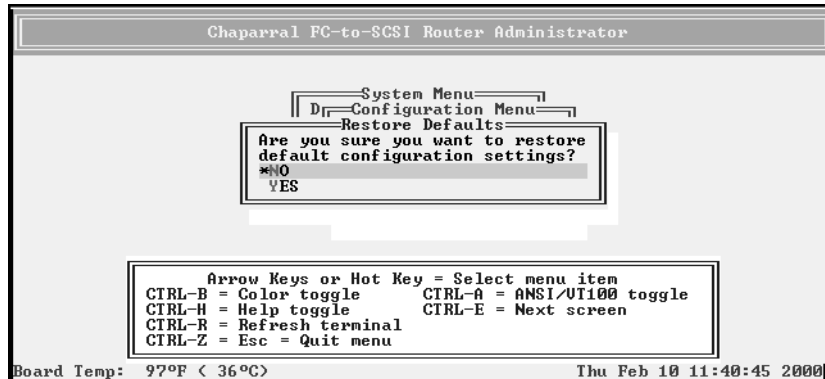 Chaparral FC-to-SCSI Router Administrator
System Menu
D Configuration Menu
Restore Defaults
Are you sure you want to restore
default configuration settings?
*NO
YES
Arrow Keys or Hot Key = Select menu item
CTRL-B = Color toggle CTRL-A = ANSI/VT100 toggle
CTRL-H = Help toggle CTRL-E = Next screen
CTRL-R = Refresh terminal
CTRL-Z = Esc = Quit menu
Board Temp: 97ºF ( 36ºC) Thu Feb 10 11:40:45 2000